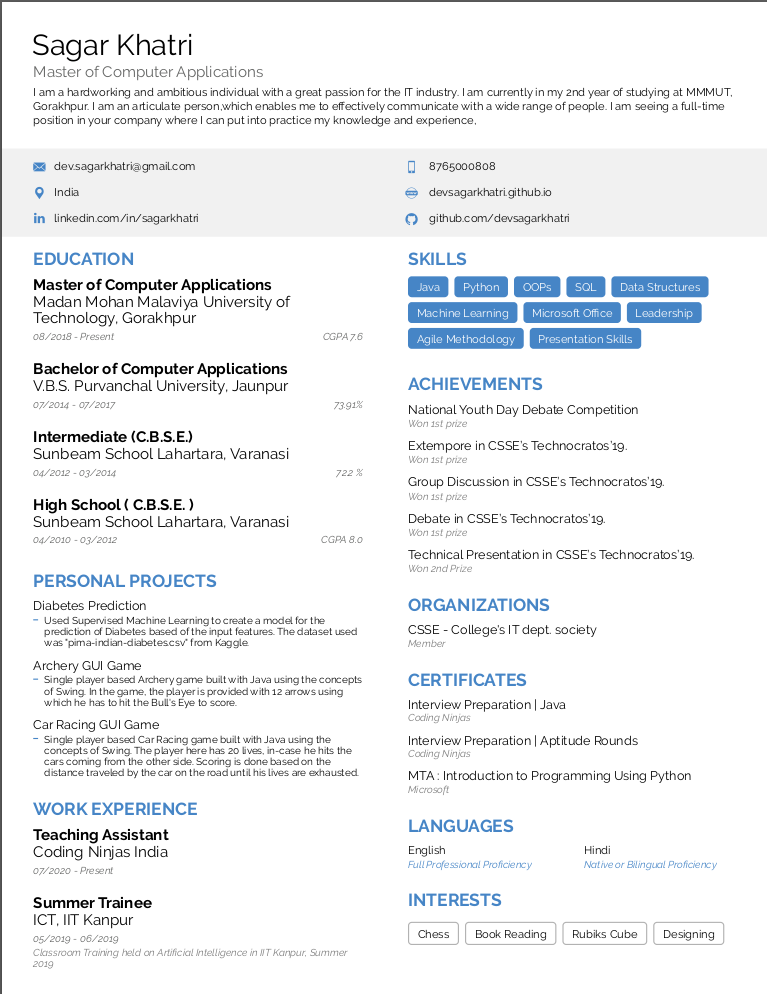 Sagar Khatri
Master of Computer Applications
I am a hardworking and ambitious individual with a great passion for the IT industry. I am currently in my 2nd year of studying at MMMUT,
Gorakhpur. I am an articulate person,which enables me to effectively communicate with a wide range of people. I am seeing a full-time
position in your company where I can put into practice my knowledge and experience,
dev.sagarkhatri@gmail.com
8765000808
India
devsagarkhatri.github.io
linkedin.com/in/sagarkhatri
github.com/devsagarkhatri
EDUCATION
Master of Computer Applications
Madan Mohan Malaviya University of
Technology, Gorakhpur
08/2018 - Present CGPA 7.6
Bachelor of Computer Applications
V.B.S. Purvanchal University, Jaunpur
07/2014 - 07/2017 73.91%
Intermediate (C.B.S.E.)
Sunbeam School Lahartara, Varanasi
04/2012 - 03/2014 72.2 %
High School ( C.B.S.E. )
Sunbeam School Lahartara, Varanasi
04/2010 - 03/2012 CGPA 8.0
PERSONAL PROJECTS
Diabetes Prediction
– Used Supervised Machine Learning to create a model for the
prediction of Diabetes based of the input features. The dataset used
was "pima-indian-diabetes.csv" from Kaggle.
Archery GUI Game
– Single player based Archery game built with Java using the concepts
of Swing. In the game, the player is provided with 12 arrows using
which he has to hit the Bull's Eye to score.
Car Racing GUI Game
– Single player based Car Racing game built with Java using the
concepts of Swing. The player here has 20 lives, in-case he hits the
cars coming from the other side. Scoring is done based on the
distance traveled by the car on the road until his lives are exhausted.
WORK EXPERIENCE
Teaching Assistant
Coding Ninjas India
07/2020 - Present
Summer Trainee
ICT, IIT Kanpur
05/2019 - 06/2019
Classroom Training held on Artificial Intelligence in IIT Kanpur, Summer
2019
SKILLS
Java Python OOPs SQL Data Structures
Machine Learning Microsoft Office Leadership
Agile Methodology Presentation Skills
ACHIEVEMENTS
National Youth Day Debate Competition
Won 1st prize
Extempore in CSSE's Technocratos'19.
Won 1st prize
Group Discussion in CSSE's Technocratos'19.
Won 1st prize
Debate in CSSE's Technocratos'19.
Won 1st prize
Technical Presentation in CSSE's Technocratos'19.
Won 2nd Prize
ORGANIZATIONS
CSSE - College's IT dept. society
Member
CERTIFICATES
Interview Preparation | Java
Coding Ninjas
Interview Preparation | Aptitude Rounds
Coding Ninjas
MTA : Introduction to Programming Using Python
Microsoft
LANGUAGES
English Hindi
Full Professional Proficiency Native or Bilingual Proficiency
INTERESTS
Chess Book Reading Rubiks Cube Designing